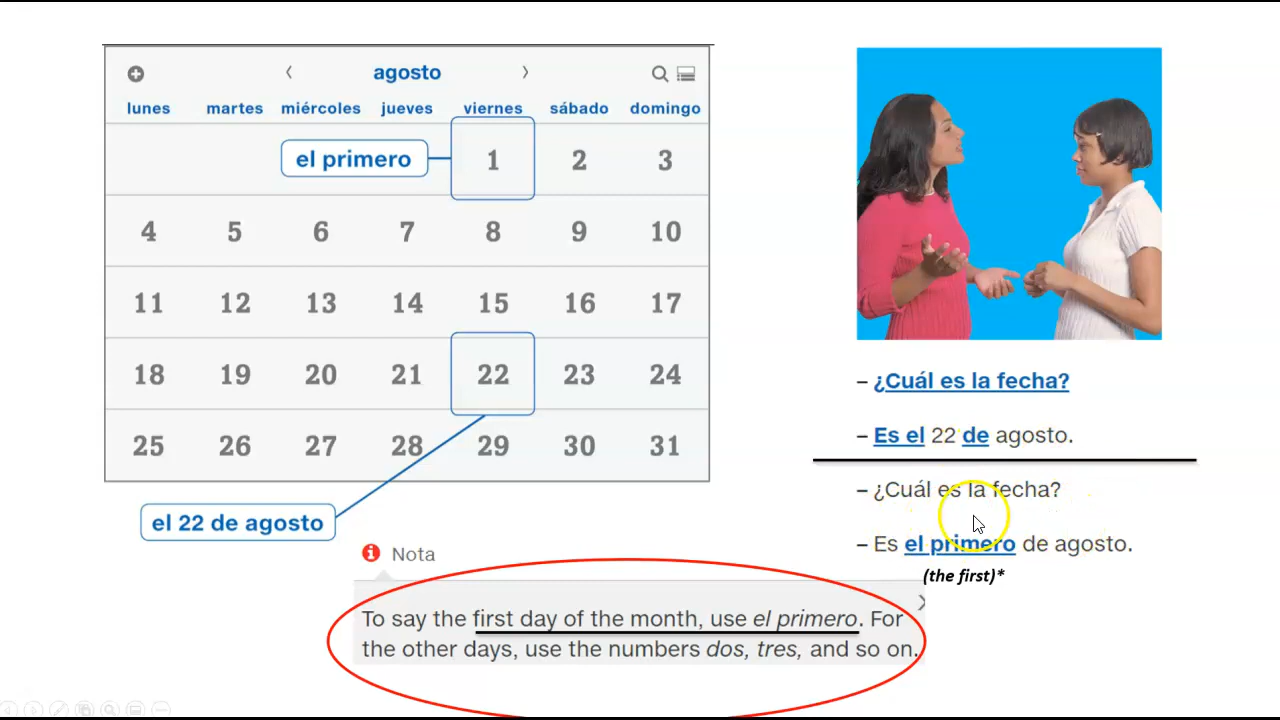 agosto
lunes martes miércoles jueves viernes sábado domingo
el primero 1 2 3
4 5 6 7 8 9 10
11 12 13 14 15 16 17
18 19 20 21 22 23 24
25 26 27 28 29 30 31
el 22 de agosto
– ¿Cuál es la fecha?
– Es el 22 de agosto.
– ¿Cuál es la fecha?
– Es el primero de agosto.
(the first)*
Nota
To say the first day of the month, use el primero. For
the other days, use the numbers dos, tres, and so on.